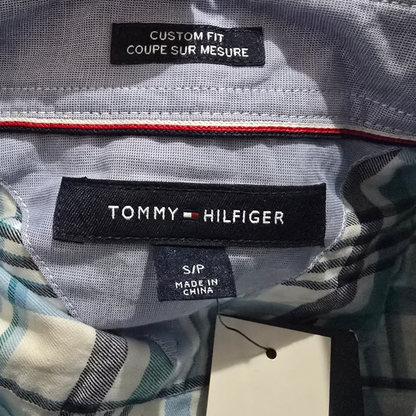 CUSTOM FIT
COUPE SUR MESURE
TOMMY HILFIGER
S/P
MADE IN
CHINA